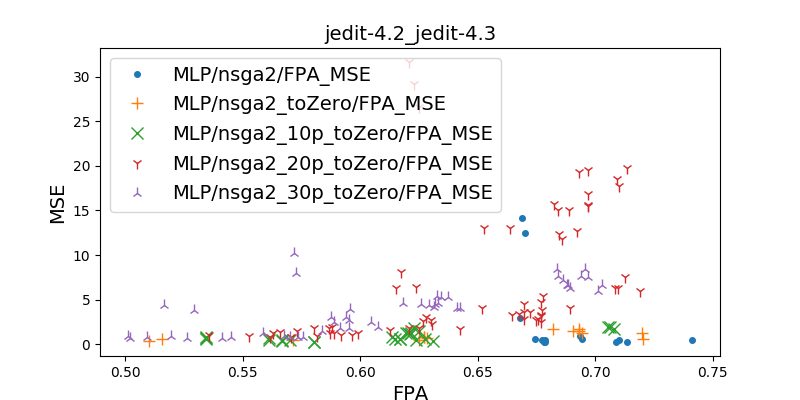 jedit-4.2_jedit-4.3
MLP/nsga2/FPA_MSE
MLP/nsga2_toZero/FPA_MSE
MLP/nsga2_10p_toZero/FPA_MSE
MLP/nsga2_20p_toZero/FPA_MSE
MLP/nsga2_30p_toZero/FPA_MSE
MSE
30
25
20
15
10
5
0
0.50 0.55 0.60 0.65 0.70 0.75
FPA